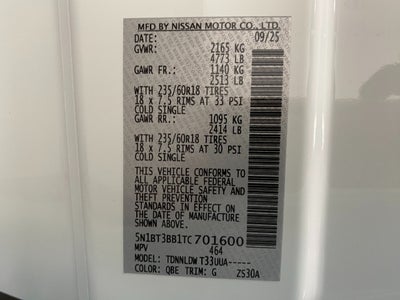 MFD BY NISSAN MOTOR CO., LTD.
DATE: 09/25
GVWR: 2165 KG
4773 LB
GAWR FR.: 1140 KG
2513 LB
WITH 235/60R18 TIRES
18 x 7.5 RIMS AT 33 PSI
COLD SINGLE
GAWR RR.: 1095 KG
2414 LB
WITH 235/60R18 TIRES
18 x 7.5 RIMS AT 30 PSI
COLD SINGLE
THIS VEHICLE CONFORMS TO
ALL APPLICABLE FEDERAL
MOTOR VEHICLE SAFETY AND
THEFT PREVENTION
STANDARDS IN EFFECT ON
THE DATE OF MANUFACTURE
SHOWN ABOVE.
5N1BT3BB1TC701600
MPV 464
MODEL: TDNNLDW T33UUA-----
COLOR: QBE TRIM: G ZS30A